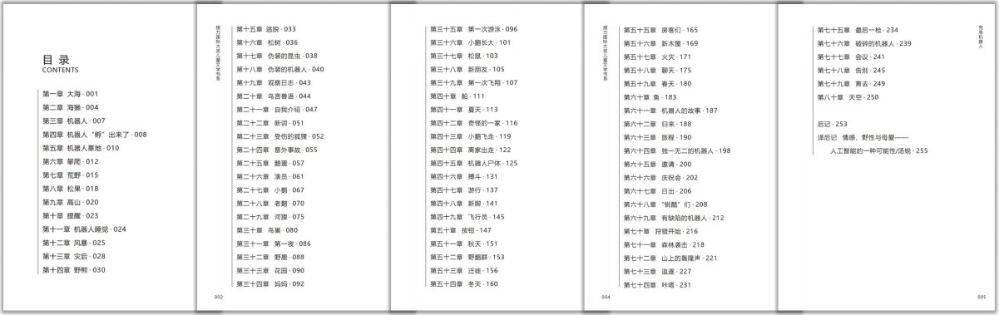 目录
CONTENTS
第一章 大海 · 001
第二章 海獭 · 004
第三章 机器人 · 007
第四章 机器人“孵”出来了 · 008
第五章 机器人墓地 · 010
第六章 攀爬 · 012
第七章 荒野 · 015
第八章 松果 · 018
第九章 高山 · 020
第十章 提醒 · 023
第十一章 机器人睡觉 · 024
第十二章 风暴 · 025
第十三章 灾后 · 028
第十四章 野熊 · 030
接力国际大奖儿童文学书系
第十五章 逃脱 · 033
第十六章 松树 · 036
第十七章 伪装的昆虫 · 038
第十八章 伪装的机器人 · 040
第十九章 观察日志 · 043
第二十章 鸟言兽语 · 044
第二十一章 自我介绍 · 047
第二十二章 新词 · 051
第二十三章 受伤的狐狸 · 052
第二十四章 意外事故 · 055
第二十五章 鹅蛋 · 057
第二十六章 演员 · 061
第二十七章 小鹅 · 067
第二十八章 老鹅 · 070
第二十九章 河狸 · 075
第三十章 鸟巢 · 080
第三十一章 第一夜 · 086
第三十二章 野鹿 · 088
第三十三章 花园 · 090
第三十四章 妈妈 · 092
002
第三十五章 第一次游泳 · 096
第三十六章 小鹅长大 · 101
第三十七章 松鼠 · 103
第三十八章 新朋友 · 105
第三十九章 第一次飞翔 · 107
第四十章 船 · 111
第四十一章 夏天 · 113
第四十二章 奇怪的一家 · 116
第四十三章 小鹅飞走 · 119
第四十四章 离家出走 · 122
第四十五章 机器人尸体 · 125
第四十六章 搏斗 · 131
第四十七章 游行 · 137
第四十八章 新脚 · 141
第四十九章 飞行员 · 145
第五十章 按钮 · 147
第五十一章 秋天 · 151
第五十二章 野鹅群 · 153
第五十三章 迁徙 · 156
第五十四章 冬天 · 160
接力国际大奖儿童文学书系
第五十五章 房客们 · 165
第五十六章 新木屋 · 169
第五十七章 火灾 · 171
第五十八章 聊天 · 175
第五十九章 春天 · 180
第六十章 鱼 · 183
第六十一章 机器人的故事 · 187
第六十二章 归来 · 188
第六十三章 旅程 · 190
第六十四章 独一无二的机器人 · 198
第六十五章 邀请 · 200
第六十六章 庆祝会 · 202
第六十七章 日出 · 206
第六十八章 “锐酷”们 · 208
第六十九章 有缺陷的机器人 · 212
第七十章 狩猎开始 · 216
第七十一章 森林袭击 · 218
第七十二章 山上的轰隆声 · 221
第七十三章 追逐 · 227
第七十四章 咔嗒 · 231
004
荒岛机器人
第七十五章 最后一枪 · 234
第七十六章 破碎的机器人 · 239
第七十七章 会议 · 241
第七十八章 告别 · 245
第七十九章 离去 · 249
第八十章 天空 · 250
后记 · 253
译后记 情感、野性与母爱——
人工智能的一种可能性/汤锐 · 255
005